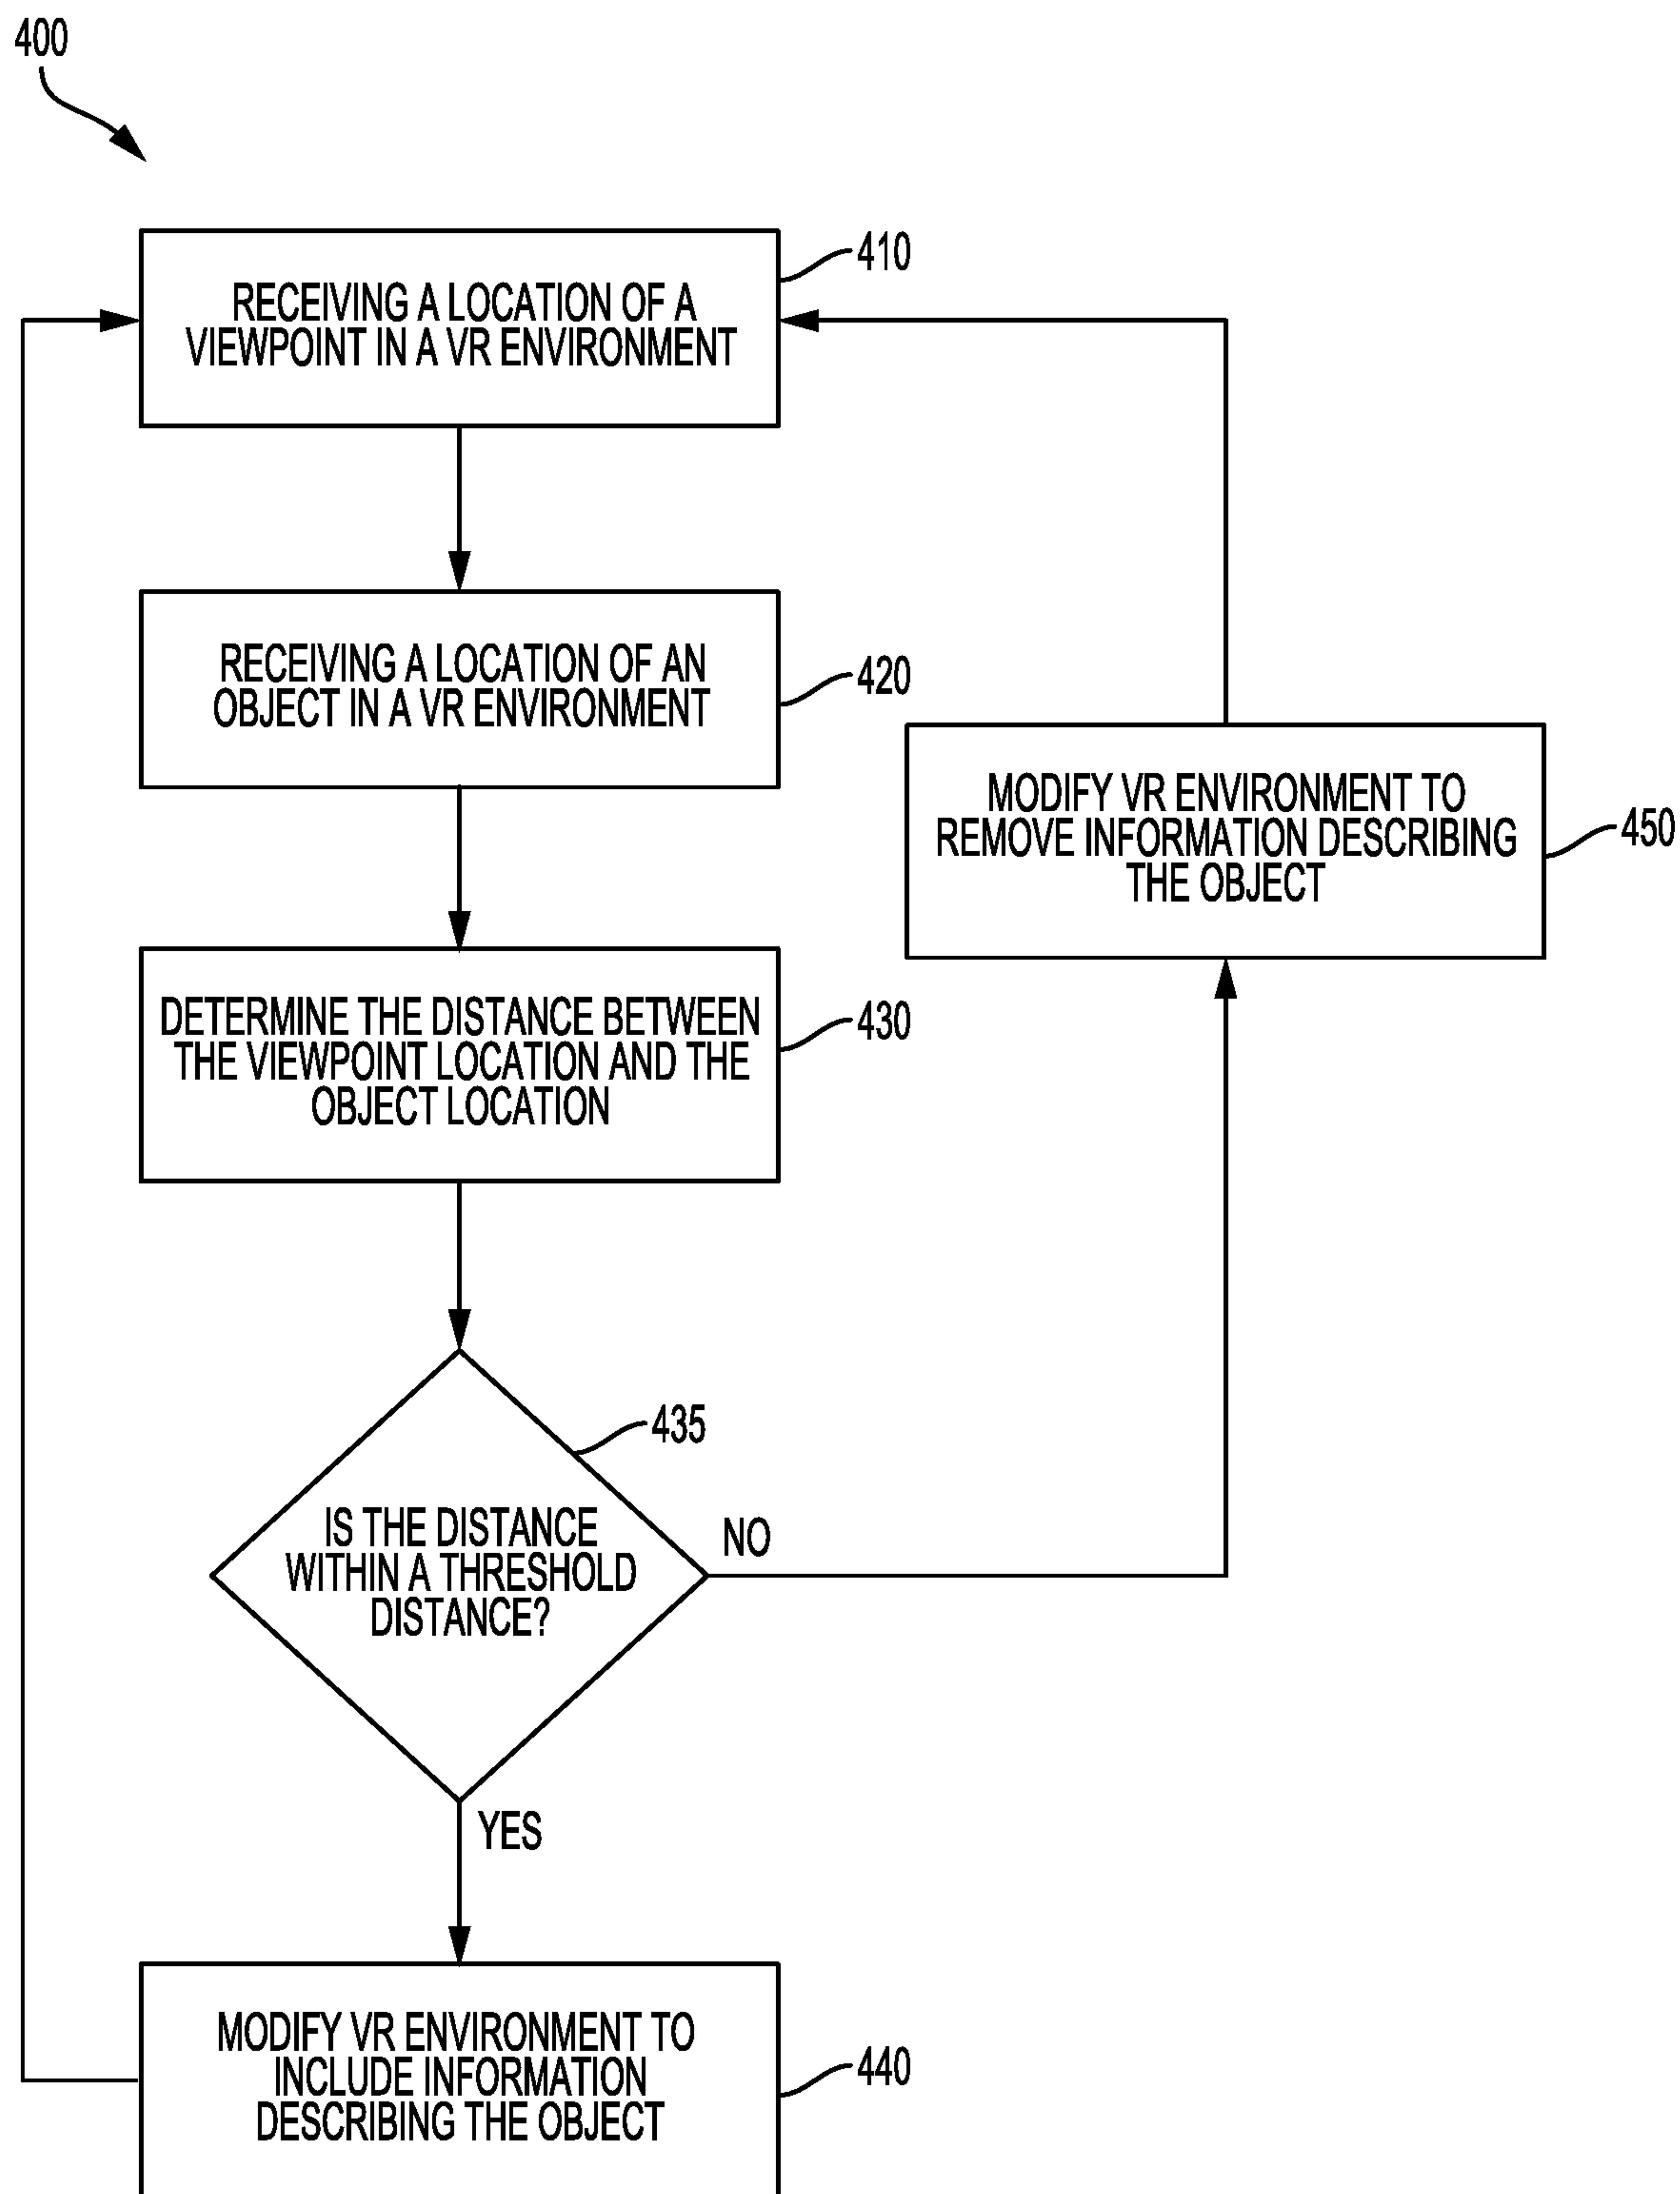 400
RECEIVING A LOCATION OF A
VIEWPOINT IN A VR ENVIRONMENT
410
RECEIVING A LOCATION OF AN
OBJECT IN A VR ENVIRONMENT
420
DETERMINE THE DISTANCE BETWEEN
THE VIEWPOINT LOCATION AND THE
OBJECT LOCATION
430
IS THE DISTANCE
WITHIN A THRESHOLD
DISTANCE?
435
NO
YES
MODIFY VR ENVIRONMENT TO
INCLUDE INFORMATION
DESCRIBING THE OBJECT
440
MODIFY VR ENVIRONMENT TO
REMOVE INFORMATION DESCRIBING
THE OBJECT
450